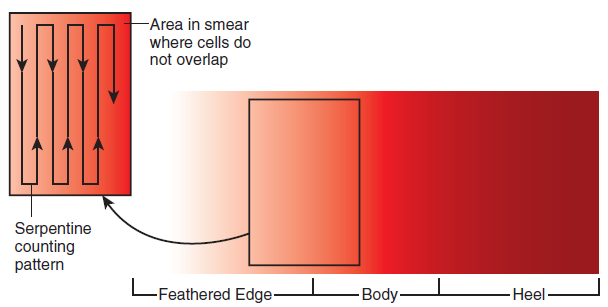 Area in smear
where cells do
not overlap
Serpentine
counting
pattern
Feathered Edge
Body
Heel